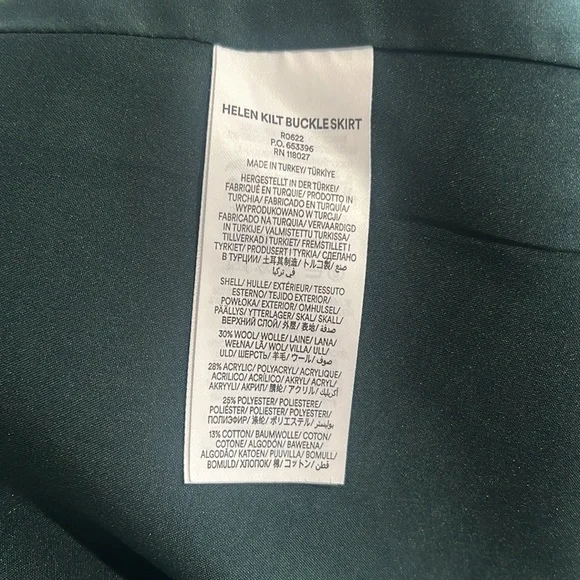 HELEN KILT BUCKLE SKIRT
R0622
P.O. 653396
RN 118027
MADE IN TURKEY/ TÜRKİYE
HERGESTELLT IN DER TÜRKEI/
FABRIQUÉ EN TURQUIE/ PRODOTTO IN
TURCHIA/ FABRICADO EN TURQUÍA/
WYPRODUKOWANO W TURCJI/
FABRICADO NA TURQUIA/ VERVAARDIGD
IN TURKIJE/ VALMISTETTU TURKISSA/
TILLVERKAD I TURKIET/ FREMSTILLET I
TYRKIET/ PRODUSERT I TYRKIA/ СДЕЛАНО
В ТУРЦИИ/ 土耳其制造/ トルコ製/ صنع
في تركيا
SHELL/ HULLE/ EXTÉRIEUR/ TESSUTO
ESTERNO/ TEJIDO EXTERIOR/
POWŁOKA/ EXTERIOR/ OMHULSEL/
PÄÄLLYS/ YTTERLAGER/ SKAL/ SKALL/
ВЕРХНИЙ СЛОЙ/ 外层/ 表地/ صدفة
30% WOOL/ WOLLE/ LAINE/ LANA/
WEŁNA/ LÃ/ WOL/ VILLA/ ULL/
ULD/ ШЕРСТЬ/ 羊毛/ ウール/ صوف
28% ACRYLIC/ POLYACRYL/ ACRYLIQUE/
ACRILICO/ ACRÍLICO/ AKRYL/ ACRYL/
AKRYYLI/ АКРИЛ/ 腈纶/ アクリル/ أكريليك
25% POLYESTER/ POLIESTERE/
POLIÉSTER/ POLIESTER/ POLYESTERI/
ПОЛИЭФИР/ 涤纶/ ポリエステル/ بوليستر
13% COTTON/ BAUMWOLLE/ COTON/
COTONE/ ALGODÓN/ BAWEŁNA/
ALGODÃO/ KATOEN/ PUUVILLA/ BOMULL/
BOMULD/ ХЛОПОК/ 棉/ コットン/ قطن